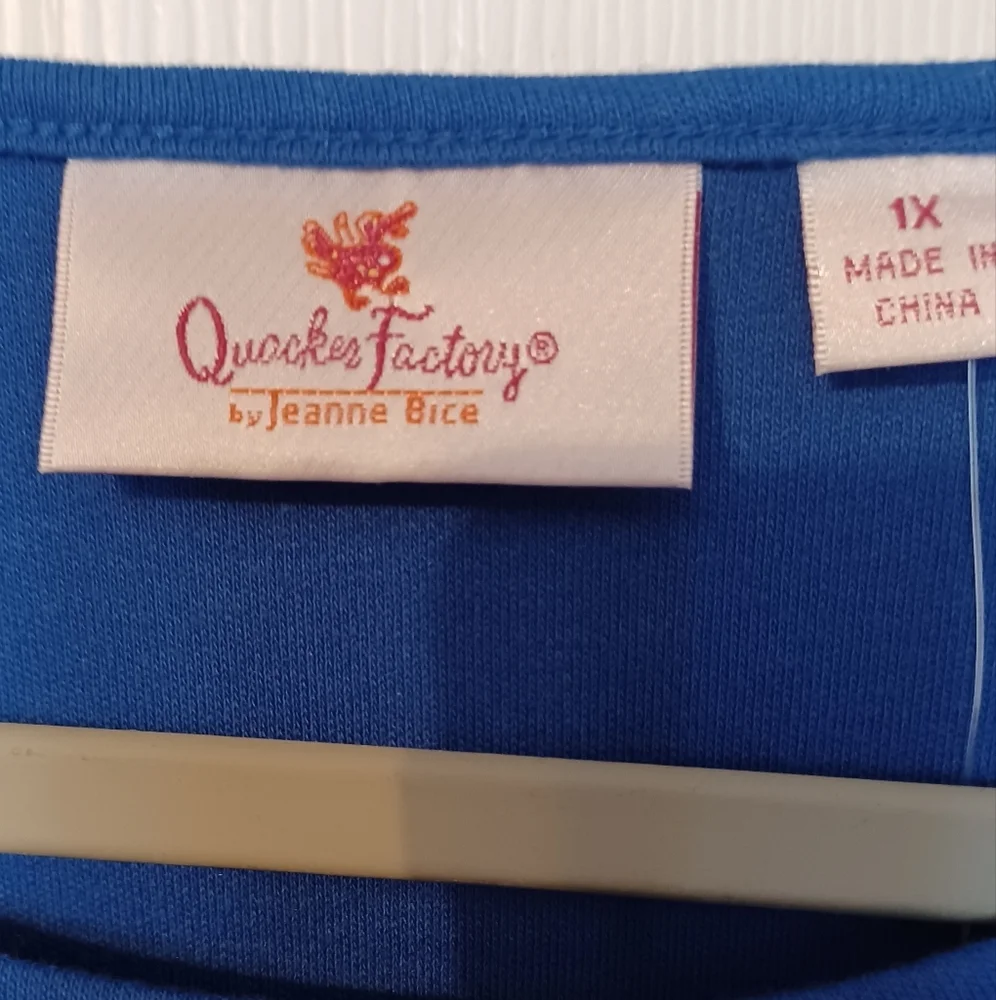 Quacker Factory®
by Jeanne Bice
1X
MADE IN
CHINA